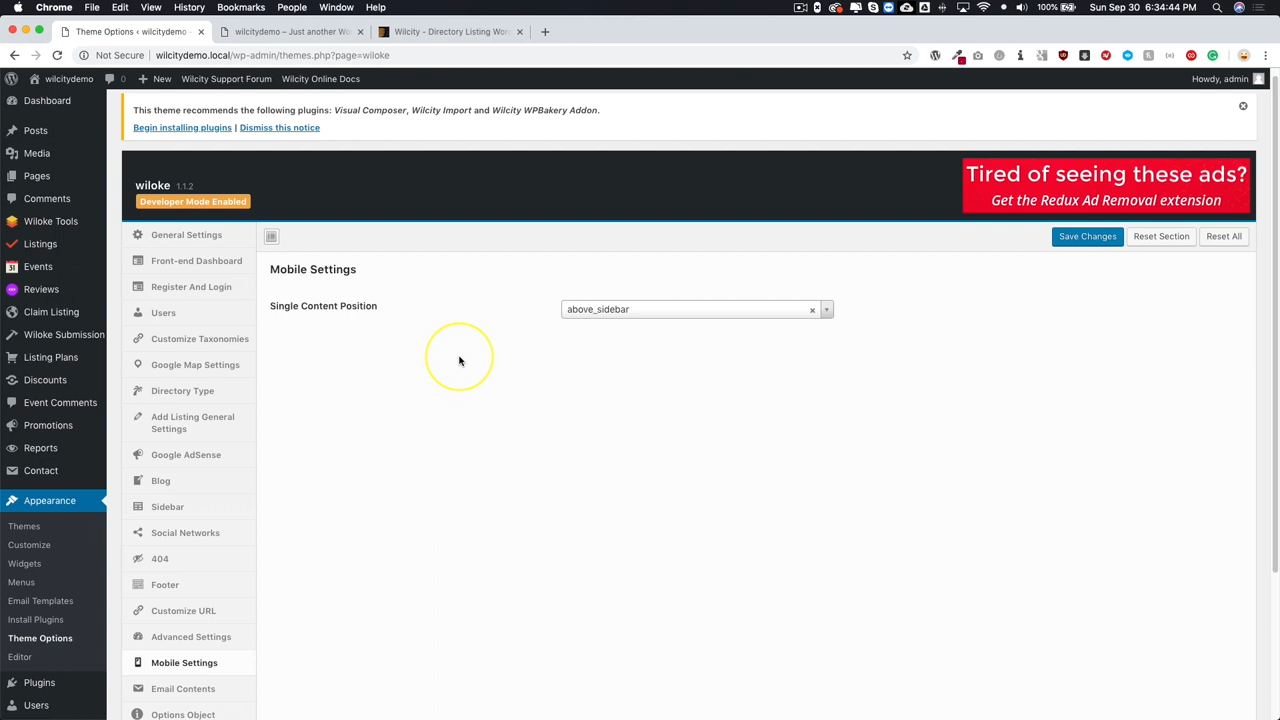 Chrome File Edit View History Bookmarks People Window Help
100% Sun Sep 30 6:34:44 PM
Theme Options ‹ wilcitydemo –
wilcitydemo – Just another Wo
Wilcity - Directory Listing Wor
Not Secure wilcitydemo.local/wp-admin/themes.php?page=wiloke
wilcitydemo 0 New Wilcity Support Forum Wilcity Online Docs
Howdy, admin
Dashboard
Posts
Media
Pages
Comments
Wiloke Tools
Listings
Events
Reviews
Claim Listing
Wiloke Submission
Listing Plans
Discounts
Event Comments
Promotions
Reports
Contact
Appearance
Themes
Customize
Widgets
Menus
Email Templates
Install Plugins
Theme Options
Editor
Plugins
Users
This theme recommends the following plugins: Visual Composer, Wilcity Import and Wilcity WPBakery Addon.
Begin installing plugins | Dismiss this notice
wiloke 1.1.2
Developer Mode Enabled
Tired of seeing these ads?
Get the Redux Ad Removal extension
General Settings
Front-end Dashboard
Register And Login
Users
Customize Taxonomies
Google Map Settings
Directory Type
Add Listing General
Settings
Google AdSense
Blog
Sidebar
Social Networks
404
Footer
Customize URL
Advanced Settings
Mobile Settings
Email Contents
Options Object
Save Changes Reset Section Reset All
Mobile Settings
Single Content Position above_sidebar